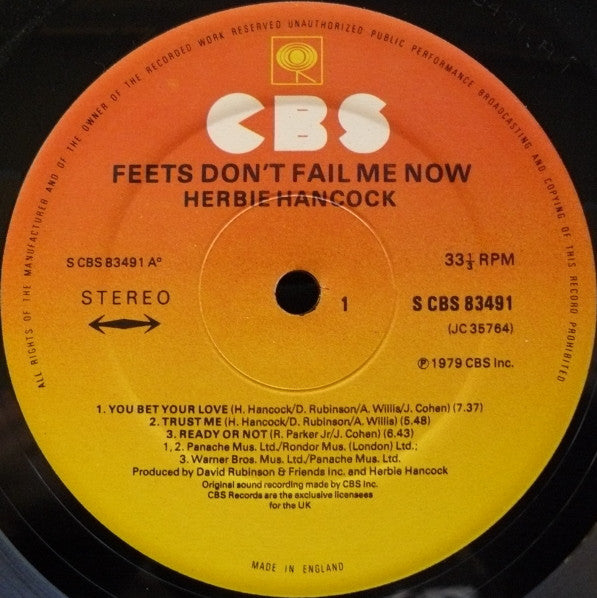 ALL RIGHTS OF THE MANUFACTURER AND OF THE OWNER OF THE RECORDED WORK RESERVED UNAUTHORIZED PUBLIC PERFORMANCE BROADCASTING AND COPYING OF THIS RECORD PROHIBITED
CBS
FEETS DON'T FAIL ME NOW
HERBIE HANCOCK
S CBS 83491 Aº
33⅓ RPM
STEREO
1
S CBS 83491
(JC 35764)
℗ 1979 CBS Inc.
1. YOU BET YOUR LOVE (H. Hancock/D. Rubinson/A. Willis/J. Cohen) (7.37)
2. TRUST ME (H. Hancock/D. Rubinson/A. Willis) (5.48)
3. READY OR NOT (R. Parker Jr/J. Cohen) (6.43)
1, 2. Panache Mus. Ltd./Rondor Mus. (London) Ltd.;
3. Warner Bros. Mus. Ltd./Panache Mus. Ltd.
Produced by David Rubinson & Friends Inc. and Herbie Hancock
Original sound recording made by CBS Inc.
CBS Records are the exclusive licensees
for the UK
MADE IN ENGLAND